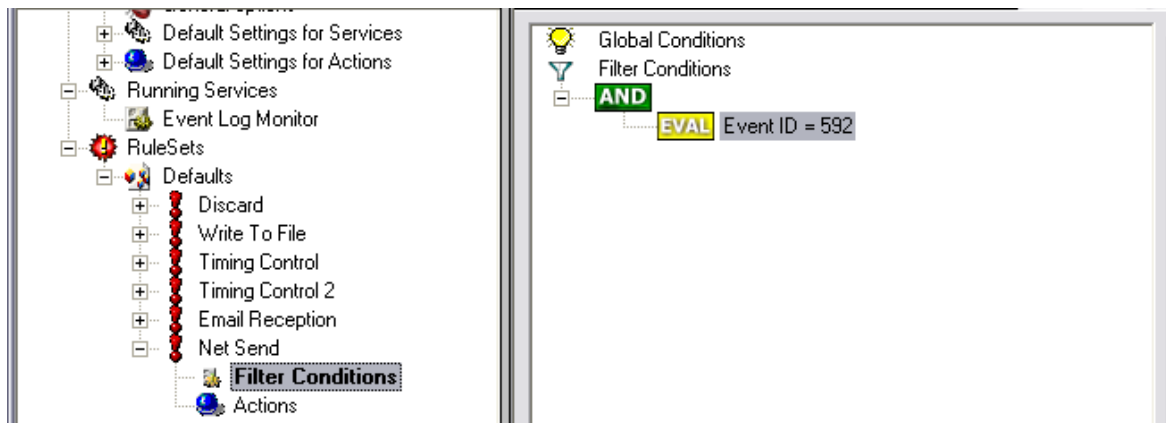 Default Settings for Services
Default Settings for Actions
Running Services
Event Log Monitor
RuleSets
Defaults
Discard
Write To File
Timing Control
Timing Control 2
Email Reception
Net Send
Filter Conditions
Actions
Global Conditions
Filter Conditions
AND
EVAL Event ID = 592